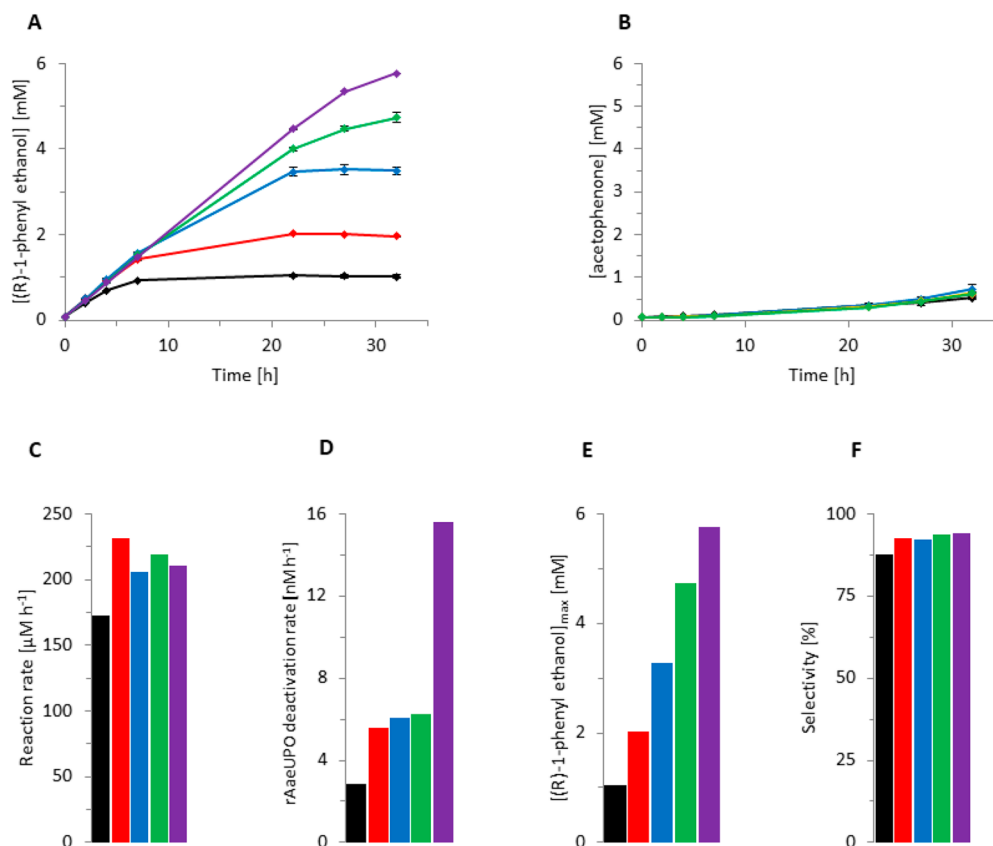 A
B
[(R)-1-phenyl ethanol] [mM]
6
4
2
0
0
10
20
30
Time [h]
[acetophenone] [mM]
6
5
4
3
2
1
0
0
10
20
30
Time [h]
C
D
E
F
Reaction rate [µM h-1]
250
200
150
100
50
0
rAaeUPO deactivation rate [nM h-1]
16
12
8
4
0
[(R)-1-phenyl ethanol]max [mM]
6
4
2
0
Selectivity [%]
100
75
50
25
0